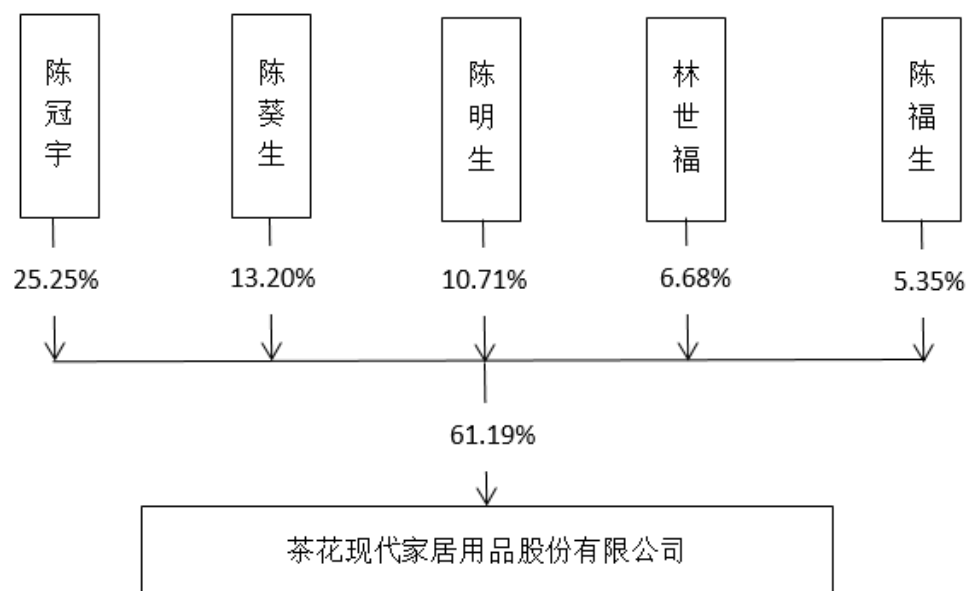 陈冠宇
陈葵生
陈明生
林世福
陈福生
25.25%
13.20%
10.71%
6.68%
5.35%
61.19%
茶花现代家居用品股份有限公司